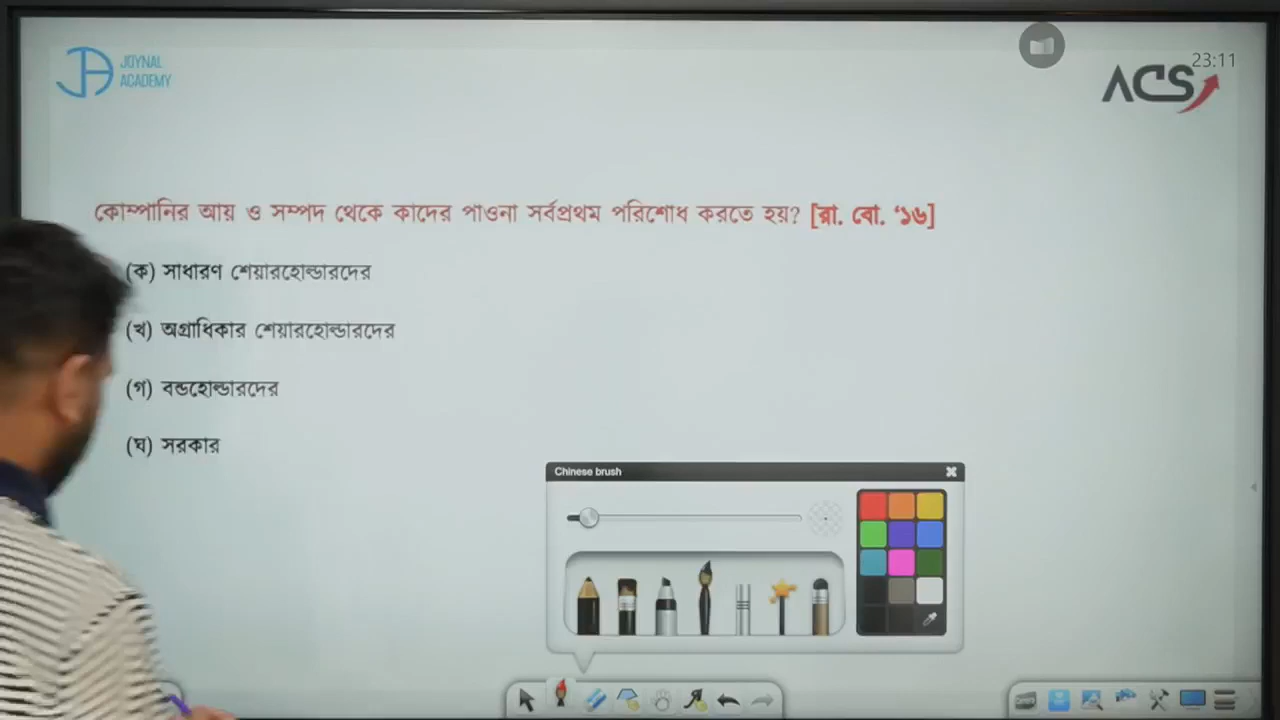 JOYNAL
ACADEMY
23:11
ACS
কোম্পানির আয় ও সম্পদ থেকে কাদের পাওনা সর্বপ্রথম পরিশোধ করতে হয়? [রা. বো. ‘১৬]
(ক) সাধারণ শেয়ারহোল্ডারদের
(খ) অগ্রাধিকার শেয়ারহোল্ডারদের
(গ) বন্ডহোল্ডারদের
(ঘ) সরকার
Chinese brush